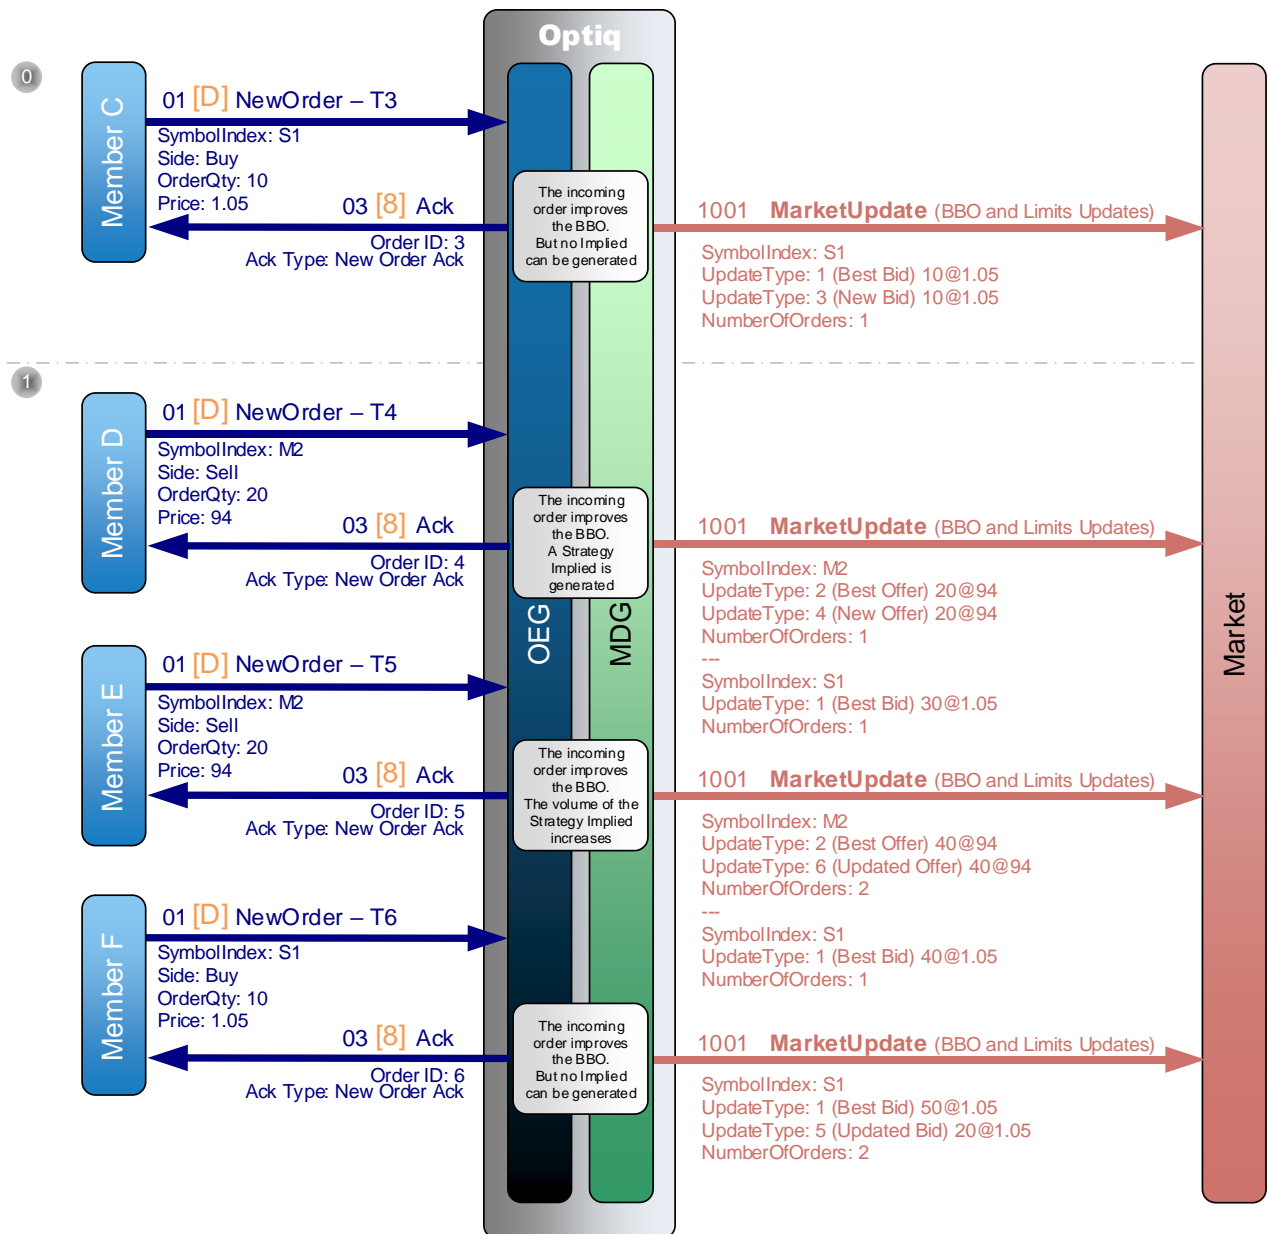 Optiq
0
Member C
01 [D] NewOrder – T3
SymbolIndex: S1
Side: Buy
OrderQty: 10
Price: 1.05
03 [8] Ack
Order ID: 3
Ack Type: New Order Ack
The incoming
order improves
the BBO.
But no Implied
can be generated
1001 MarketUpdate (BBO and Limits Updates)
SymbolIndex: S1
UpdateType: 1 (Best Bid) 10@1.05
UpdateType: 3 (New Bid) 10@1.05
NumberOfOrders: 1
1
Member D
01 [D] NewOrder – T4
SymbolIndex: M2
Side: Sell
OrderQty: 20
Price: 94
03 [8] Ack
Order ID: 4
Ack Type: New Order Ack
The incoming
order improves
the BBO.
A Strategy
Implied is
generated
1001 MarketUpdate (BBO and Limits Updates)
SymbolIndex: M2
UpdateType: 2 (Best Offer) 20@94
UpdateType: 4 (New Offer) 20@94
NumberOfOrders: 1
---
SymbolIndex: S1
UpdateType: 1 (Best Bid) 30@1.05
NumberOfOrders: 1
OEG
MDG
Market
Member E
01 [D] NewOrder – T5
SymbolIndex: M2
Side: Sell
OrderQty: 20
Price: 94
03 [8] Ack
Order ID: 5
Ack Type: New Order Ack
The incoming
order improves
the BBO.
The volume of the
Strategy Implied
increases
1001 MarketUpdate (BBO and Limits Updates)
SymbolIndex: M2
UpdateType: 2 (Best Offer) 40@94
UpdateType: 6 (Updated Offer) 40@94
NumberOfOrders: 2
---
SymbolIndex: S1
UpdateType: 1 (Best Bid) 40@1.05
NumberOfOrders: 1
Member F
01 [D] NewOrder – T6
SymbolIndex: S1
Side: Buy
OrderQty: 10
Price: 1.05
03 [8] Ack
Order ID: 6
Ack Type: New Order Ack
The incoming
order improves
the BBO.
But no Implied
can be generated
1001 MarketUpdate (BBO and Limits Updates)
SymbolIndex: S1
UpdateType: 1 (Best Bid) 50@1.05
UpdateType: 5 (Updated Bid) 20@1.05
NumberOfOrders: 2